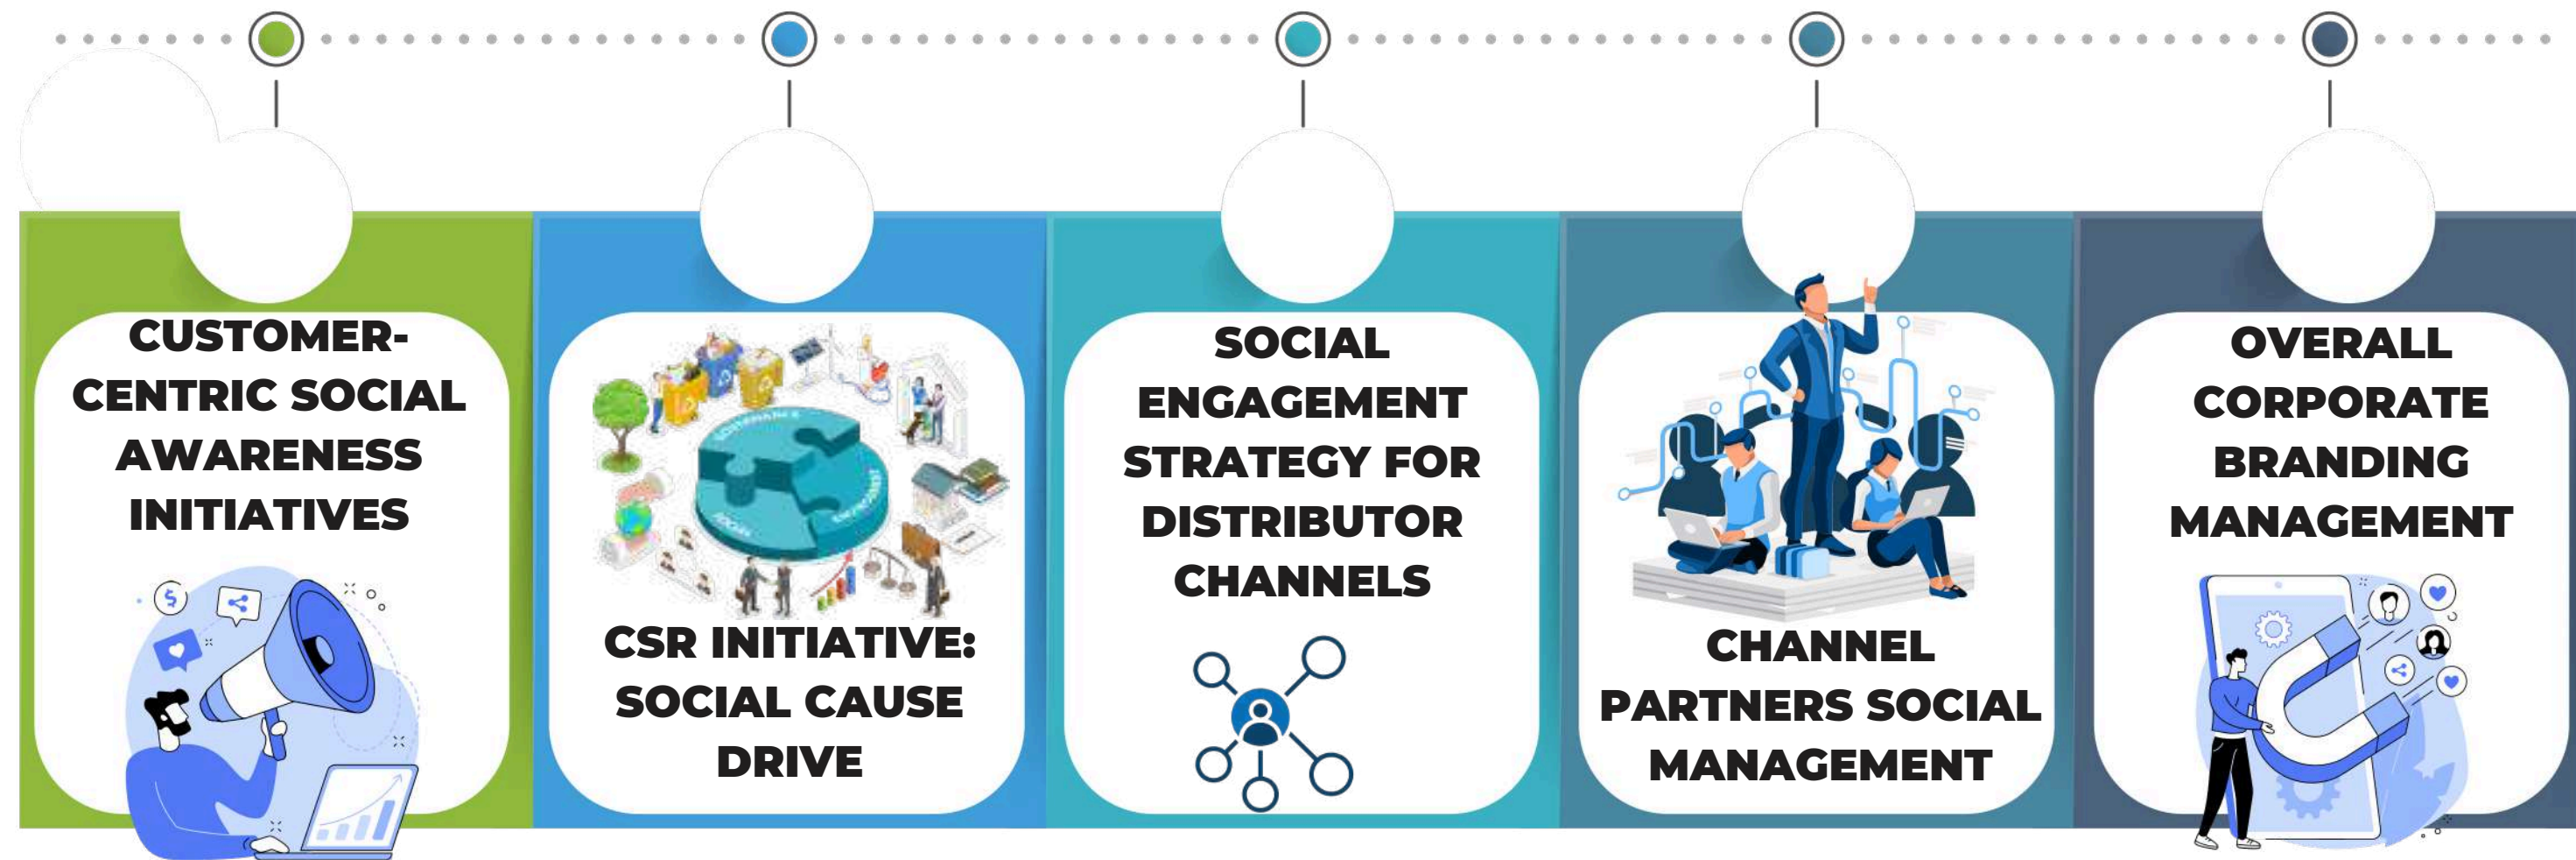 CUSTOMER-
CENTRIC SOCIAL
AWARENESS
INITIATIVES
CSR INITIATIVE:
SOCIAL CAUSE
DRIVE
SOCIAL
ENGAGEMENT
STRATEGY FOR
DISTRIBUTOR
CHANNELS
CHANNEL
PARTNERS SOCIAL
MANAGEMENT
OVERALL
CORPORATE
BRANDING
MANAGEMENT